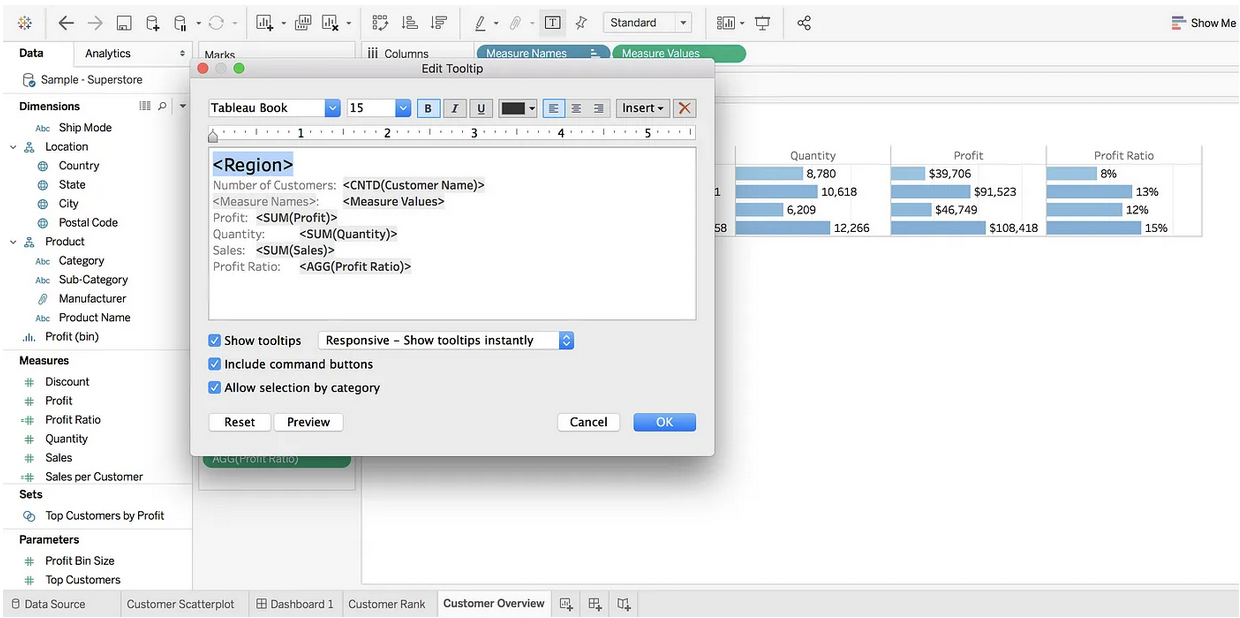 Standard
Show Me
Data
Analytics
Marks
Columns
Measure Names
Measure Values
Sample - Superstore
Dimensions
Abc Ship Mode
Location
Country
State
City
Postal Code
Product
Abc Category
Abc Sub-Category
Manufacturer
Abc Product Name
Profit (bin)
Measures
Discount
Profit
Profit Ratio
Quantity
Sales
Sales per Customer
Sets
Top Customers by Profit
Parameters
Profit Bin Size
Top Customers
Edit Tooltip
Tableau Book 15 B I U Insert
1 2 3 4 5
<Region>
Number of Customers: <CNTD(Customer Name)>
<Measure Names>: <Measure Values>
Profit: <SUM(Profit)>
Quantity: <SUM(Quantity)>
Sales: <SUM(Sales)>
Profit Ratio: <AGG(Profit Ratio)>
Show tooltips Responsive – Show tooltips instantly
Include command buttons
Allow selection by category
Reset Preview Cancel OK
AGG(Profit Ratio)
Quantity Profit Profit Ratio
8,780 $39,706 8%
1 10,618 $91,523 13%
6,209 $46,749 12%
58 12,266 $108,418 15%
Data Source Customer Scatterplot Dashboard 1 Customer Rank Customer Overview